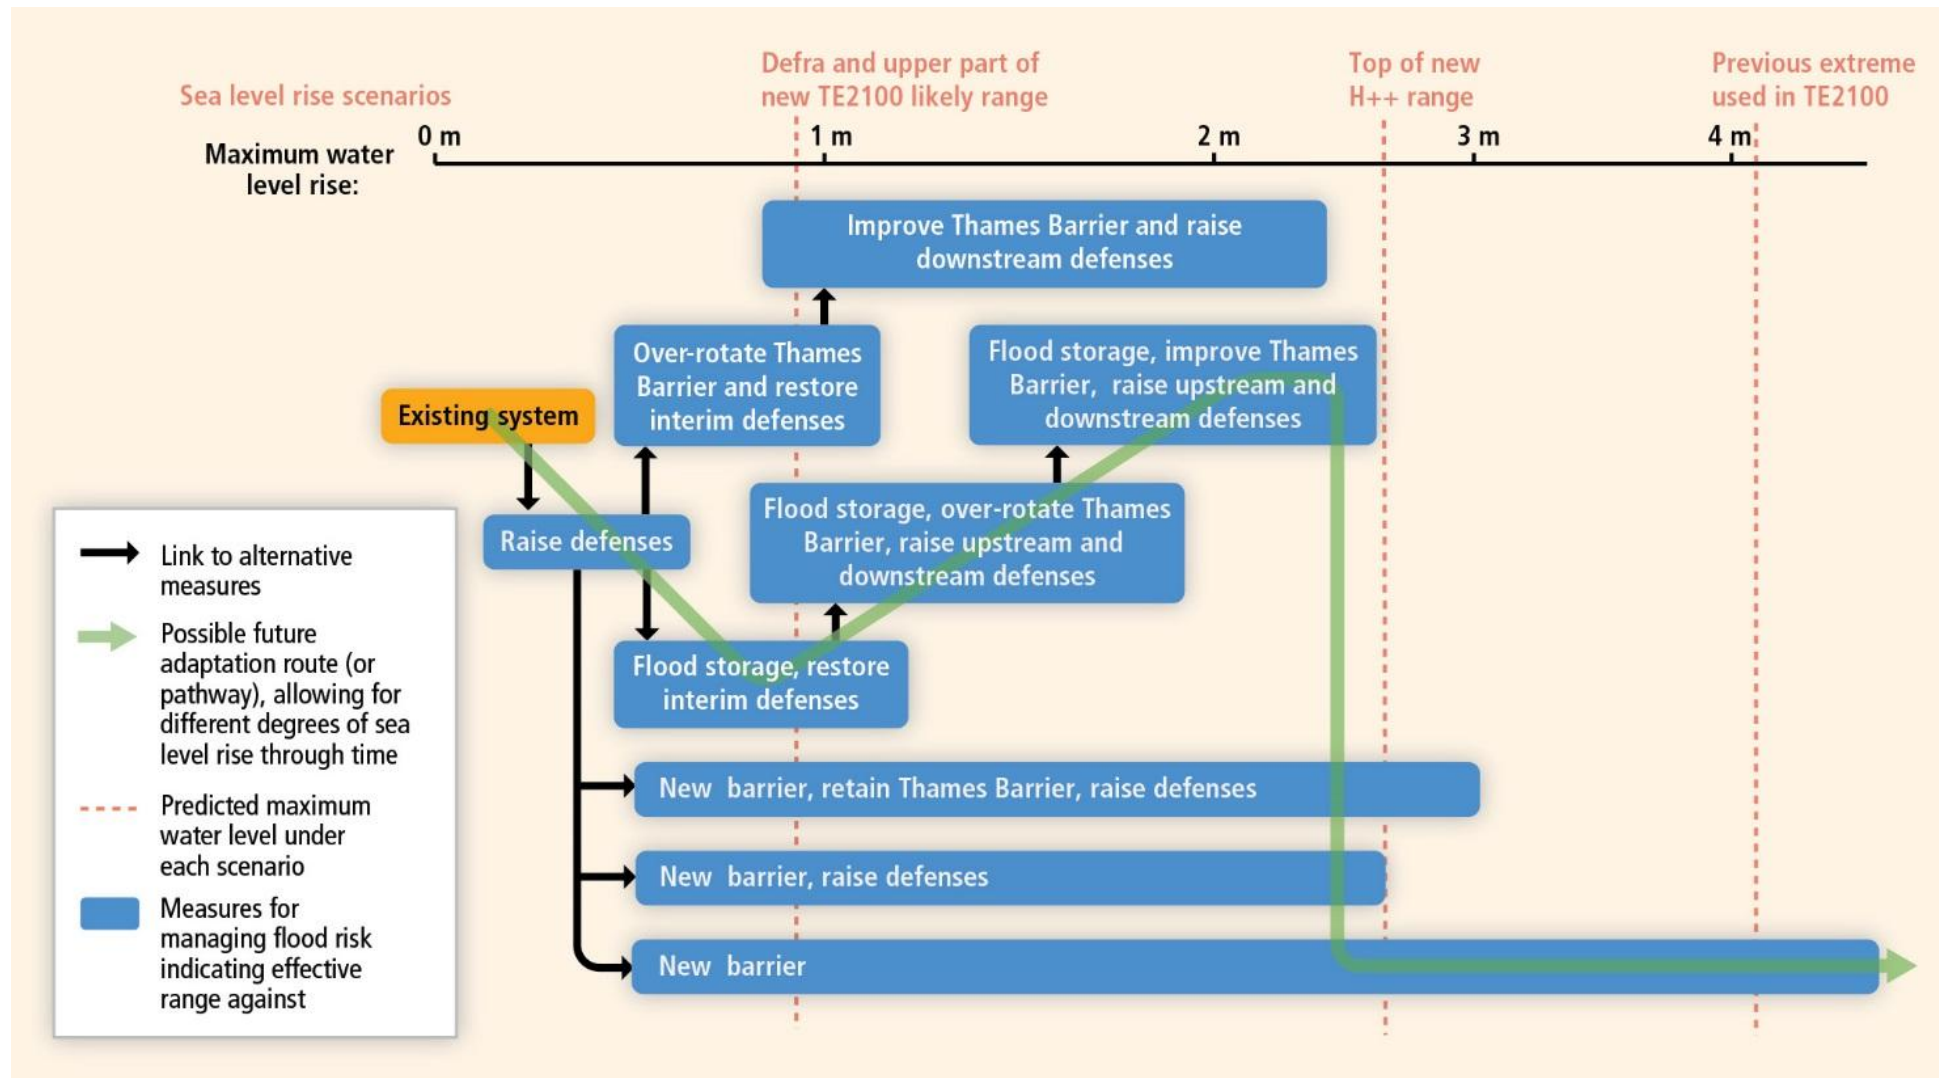 Defra and upper part of
new TE2100 likely range
Top of new
H++ range
Previous extreme
used in TE2100
Sea level rise scenarios
0 m
1 m
2 m
3 m
4 m
Maximum water
level rise:
Improve Thames Barrier and raise
downstream defenses
Over-rotate Thames
Barrier and restore
interim defenses
Flood storage, improve Thames
Barrier, raise upstream and
downstream defenses
Existing system
Raise defenses
Flood storage, over-rotate Thames
Barrier, raise upstream and
downstream defenses
Flood storage, restore
interim defenses
New barrier, retain Thames Barrier, raise defenses
New barrier, raise defenses
New barrier
Link to alternative
measures
Possible future
adaptation route (or
pathway), allowing for
different degrees of sea
level rise through time
Predicted maximum
water level under
each scenario
Measures for
managing flood risk
indicating effective
range against